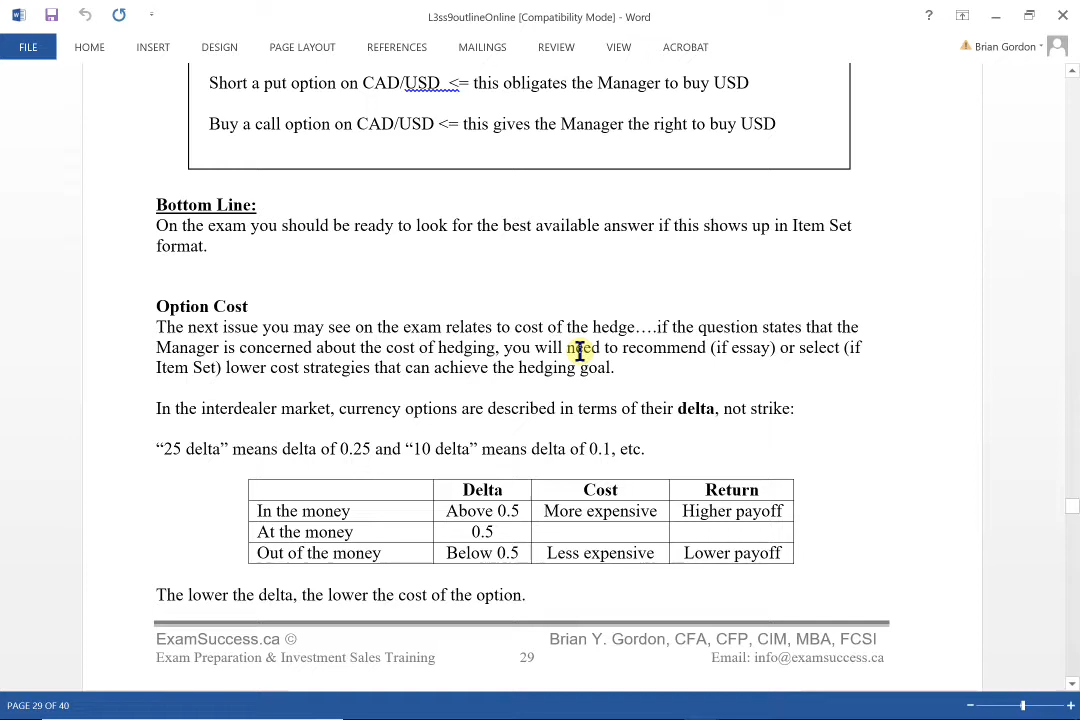 L3ss9outlineOnline [Compatibility Mode] - Word
?
FILE HOME INSERT DESIGN PAGE LAYOUT REFERENCES MAILINGS REVIEW VIEW ACROBAT Brian Gordon
Short a put option on CAD/USD <= this obligates the Manager to buy USD
Buy a call option on CAD/USD <= this gives the Manager the right to buy USD
Bottom Line:
On the exam you should be ready to look for the best available answer if this shows up in Item Set
format.
Option Cost
The next issue you may see on the exam relates to cost of the hedge….if the question states that the
Manager is concerned about the cost of hedging, you will need to recommend (if essay) or select (if
Item Set) lower cost strategies that can achieve the hedging goal.
In the interdealer market, currency options are described in terms of their delta, not strike:
“25 delta” means delta of 0.25 and “10 delta” means delta of 0.1, etc.
Delta Cost Return
In the money Above 0.5 More expensive Higher payoff
At the money 0.5
Out of the money Below 0.5 Less expensive Lower payoff
The lower the delta, the lower the cost of the option.
ExamSuccess.ca © Brian Y. Gordon, CFA, CFP, CIM, MBA, FCSI
Exam Preparation & Investment Sales Training 29 Email: info@examsuccess.ca
PAGE 29 OF 40